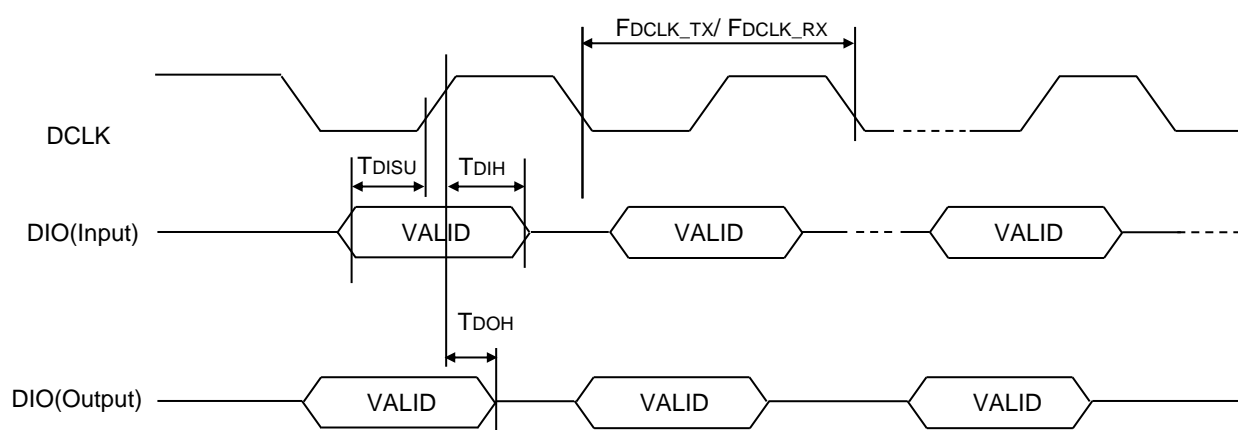 FDCLK_TX/ FDCLK_RX
DCLK
TDISU
TDIH
DIO(Input)
VALID
VALID
VALID
TDOH
DIO(Output)
VALID
VALID
VALID